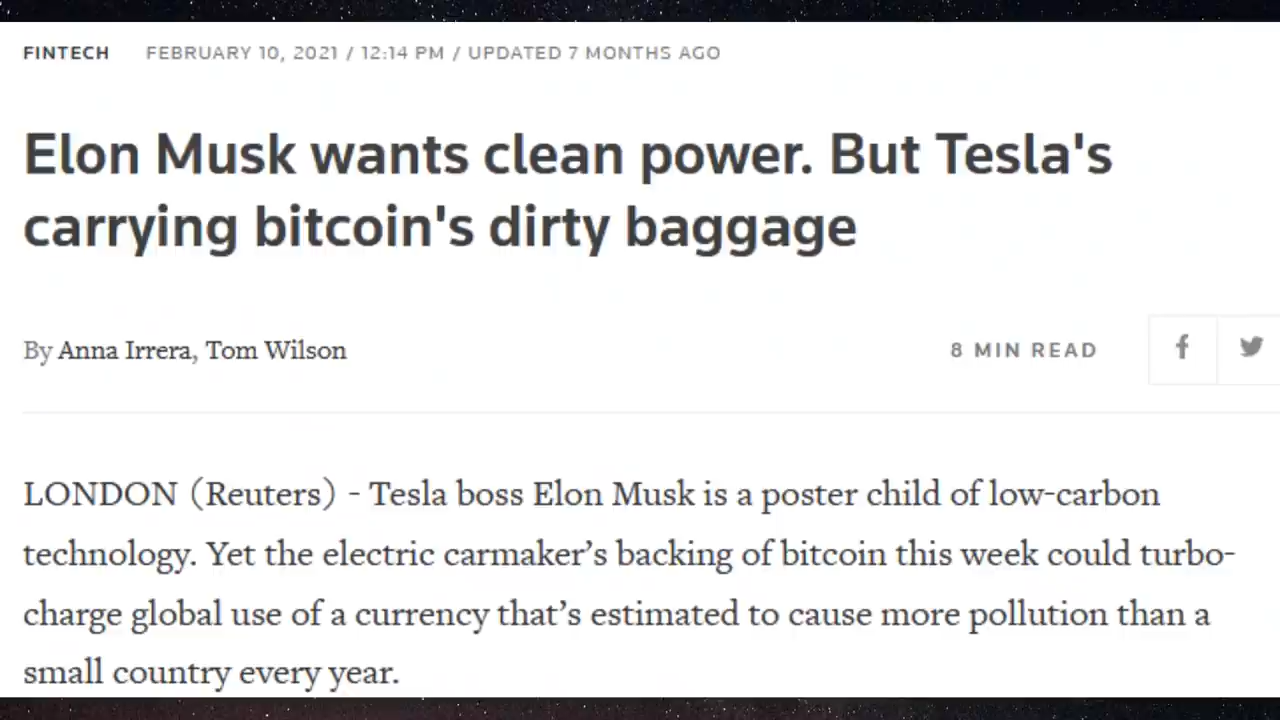 FINTECH FEBRUARY 10, 2021 / 12:14 PM / UPDATED 7 MONTHS AGO
Elon Musk wants clean power. But Tesla's
carrying bitcoin's dirty baggage
By Anna Irrera, Tom Wilson 8 MIN READ
LONDON (Reuters) - Tesla boss Elon Musk is a poster child of low-carbon
technology. Yet the electric carmaker’s backing of bitcoin this week could turbo-
charge global use of a currency that’s estimated to cause more pollution than a
small country every year.